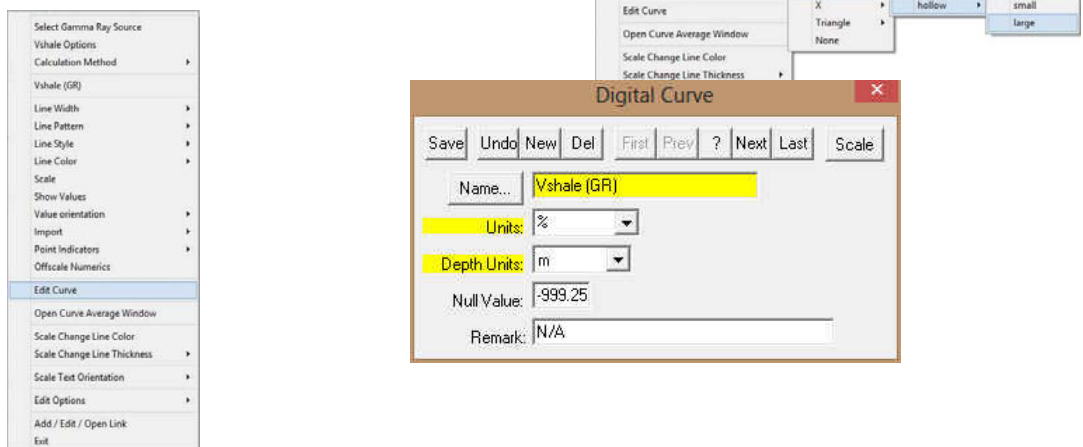 Select Gamma Ray Source
Vshale Options
Calculation Method
Vshale (GR)
Line Width
Line Pattern
Line Style
Line Color
Scale
Show Values
Value orientation
Import
Point Indicators
Offscale Numerics
Edit Curve
Open Curve Average Window
Scale Change Line Color
Scale Change Line Thickness
Scale Text Orientation
Edit Options
Add / Edit / Open Link
Exit
Edit Curve
Open Curve Average Window
Scale Change Line Color
Scale Change Line Thickness
X
Triangle
None
hollow
small
large
Digital Curve
Save Undo New Del First Prev ? Next Last Scale
Name... Vshale (GR)
Units: %
Depth Units: m
Null Value: -999.25
Remark: N/A